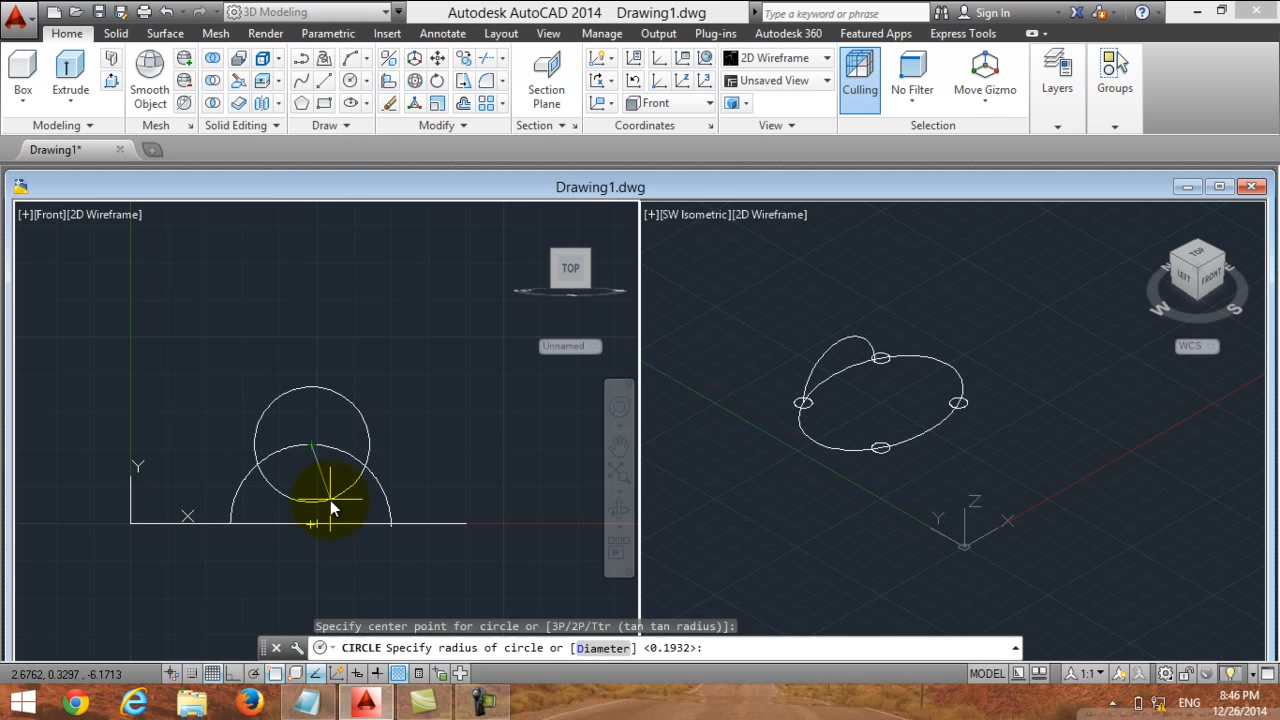 3D Modeling
Autodesk AutoCAD 2014 Drawing1.dwg
Type a keyword or phrase
Sign In
Home Solid Surface Mesh Render Parametric Insert Annotate Layout View Manage Output Plug-ins Autodesk 360 Featured Apps Express Tools
Box
Extrude
Smooth Object
Section Plane
Front
2D Wireframe
Unsaved View
Culling
No Filter
Move Gizmo
Layers
Groups
Modeling Mesh Solid Editing Draw Modify Section Coordinates View Selection
Drawing1*
Drawing1.dwg
[+][Front][2D Wireframe]
[+][SW Isometric][2D Wireframe]
TOP
Unnamed
TOP
LEFT
FRONT
W
S
WCS
Y
X
Z
Y
X
Specify center point for circle or [3P/2P/Ttr (tan tan radius)]:
CIRCLE Specify radius of circle or [Diameter] <0.1932>:
2.6762, 0.3297, -6.1713
MODEL
1:1
ENG
8:46 PM
12/26/2014